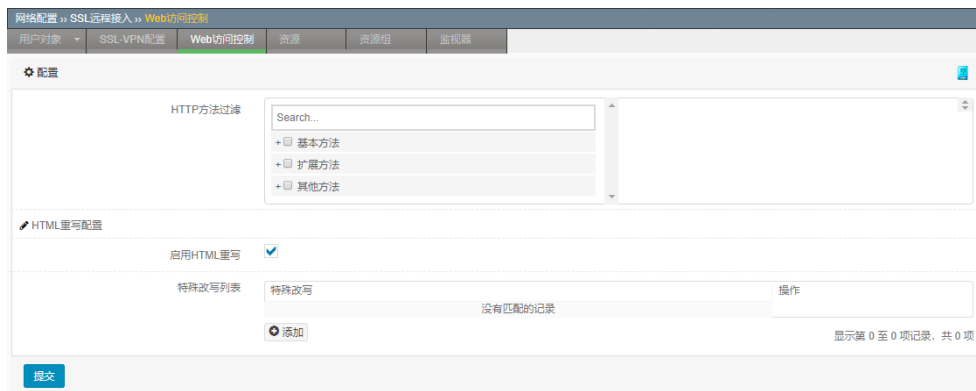 网络配置 ›› SSL远程接入 ›› Web访问控制
用户对象 SSL-VPN配置 Web访问控制 资源 资源组 监视器
配置
HTTP方法过滤
Search...
+ 基本方法
+ 扩展方法
+ 其他方法
HTML重写配置
启用HTML重写
特殊改写列表 特殊改写 操作
没有匹配的记录
添加 显示第 0 至 0 项记录，共 0 项
提交